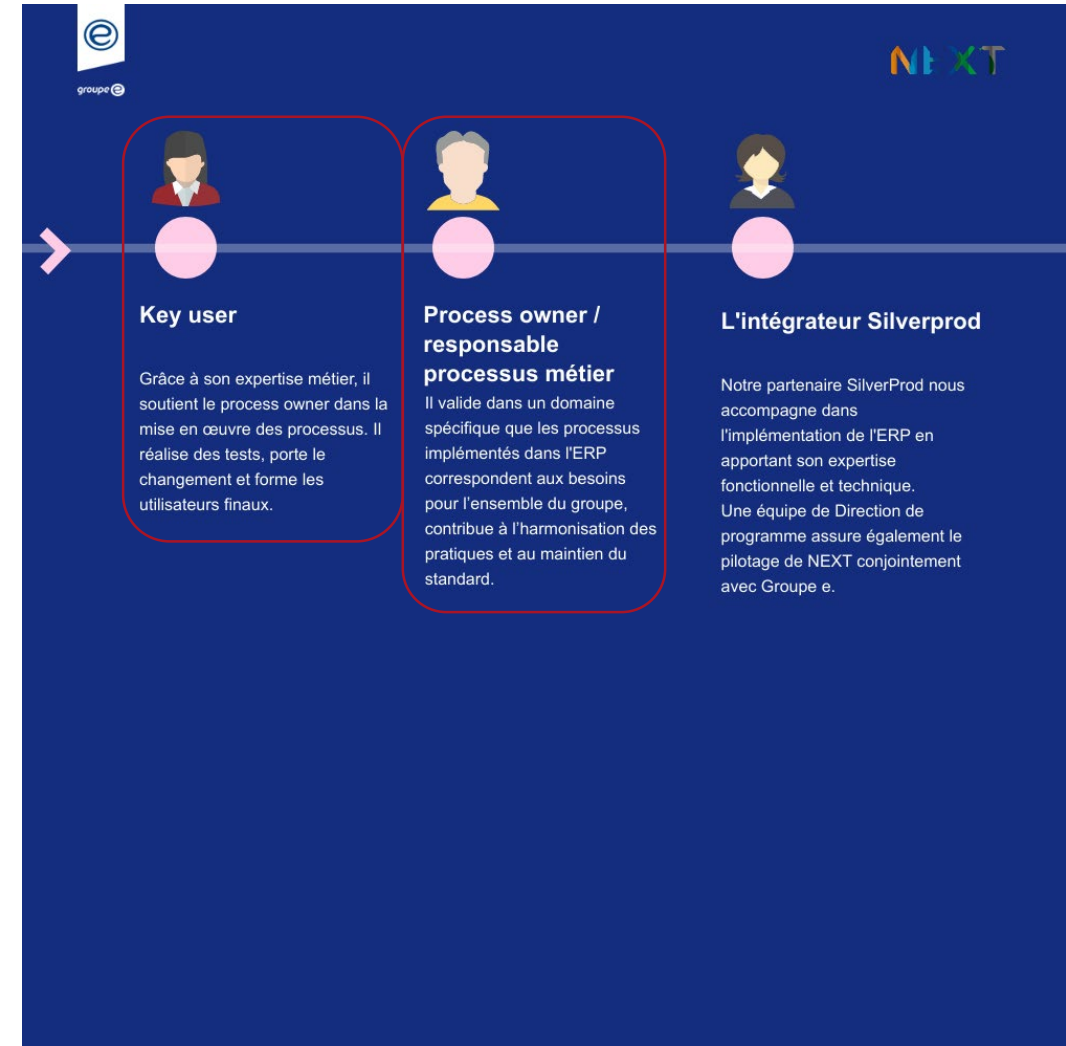 groupe e
NEXT
Key user
Grâce à son expertise métier, il
soutient le process owner dans la
mise en œuvre des processus. Il
réalise des tests, porte le
changement et forme les
utilisateurs finaux.
Process owner /
responsable
processus métier
Il valide dans un domaine
spécifique que les processus
implémentés dans l'ERP
correspondent aux besoins
pour l’ensemble du groupe,
contribue à l’harmonisation des
pratiques et au maintien du
standard.
L'intégrateur Silverprod
Notre partenaire SilverProd nous
accompagne dans
l'implémentation de l'ERP en
apportant son expertise
fonctionnelle et technique.
Une équipe de Direction de
programme assure également le
pilotage de NEXT conjointement
avec Groupe e.